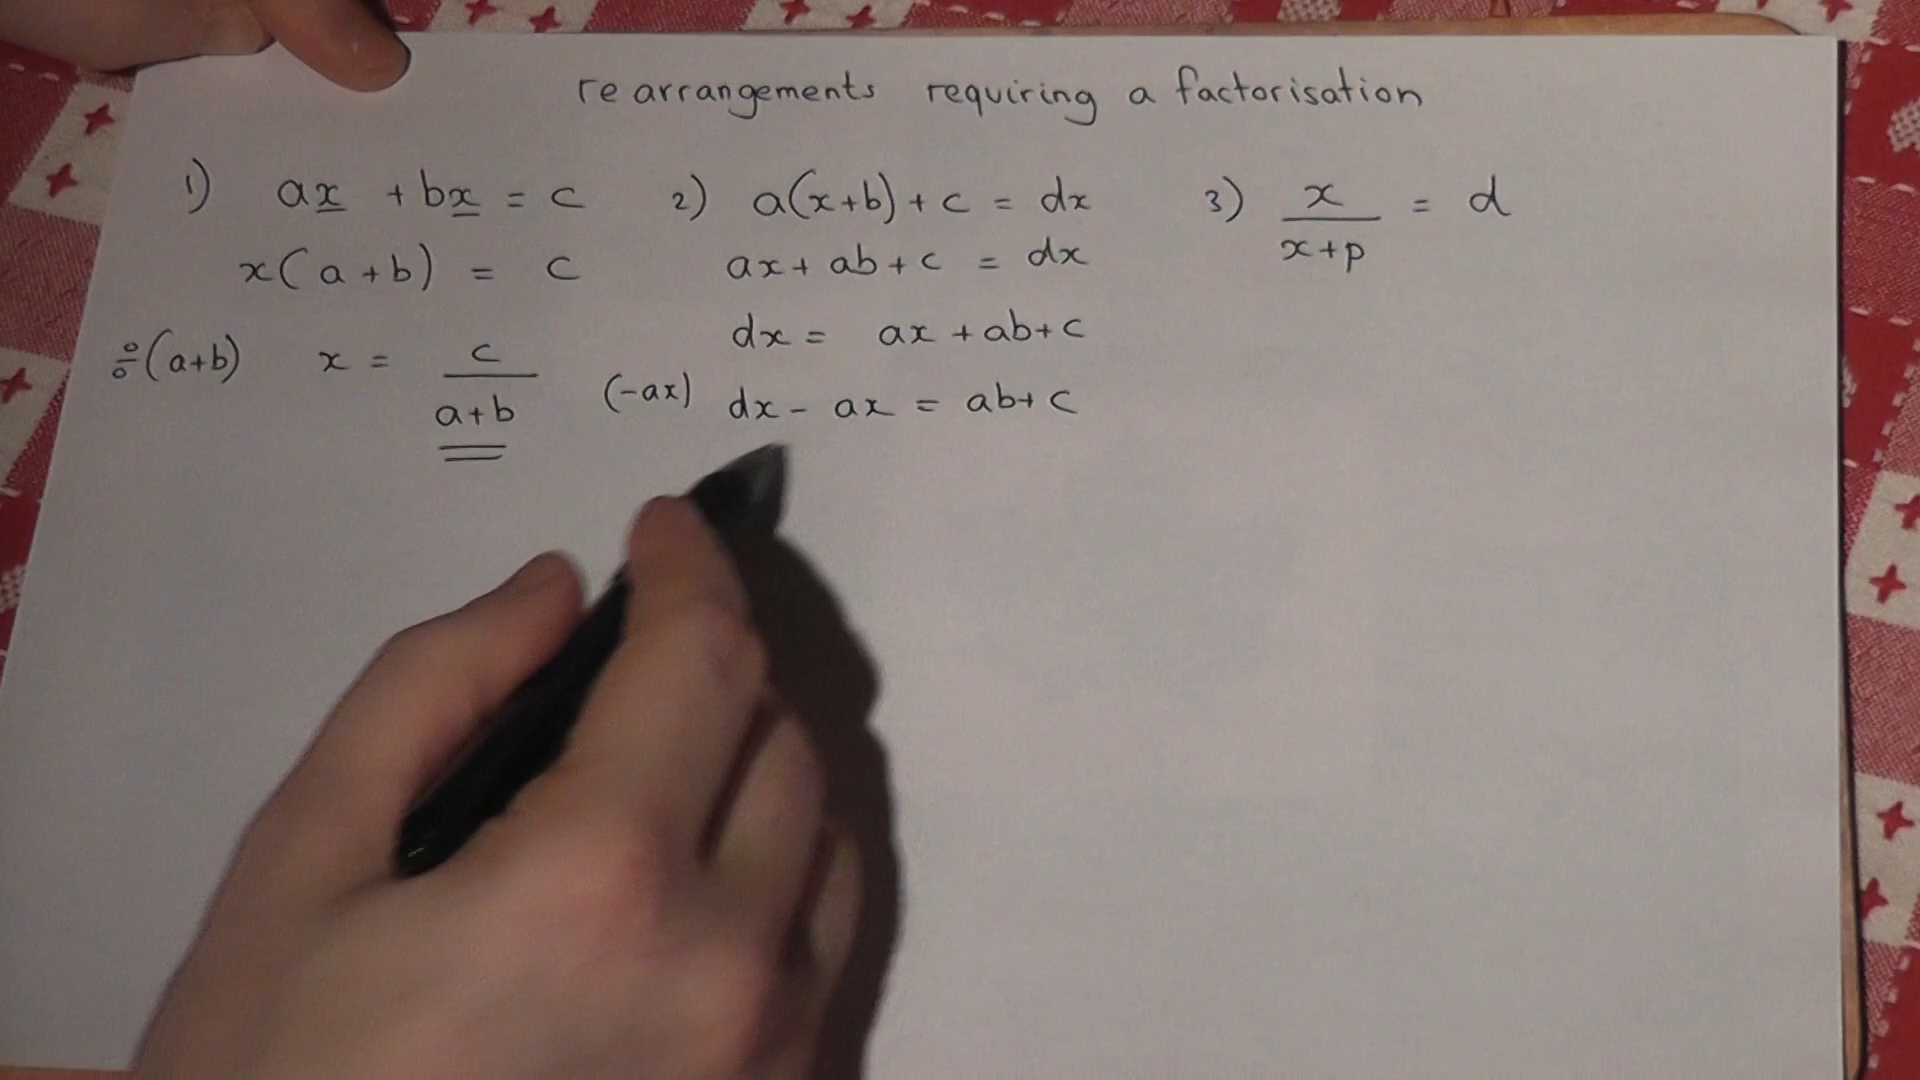 rearrangements requiring a factorisation
1) ax + bx = c
x(a+b) = c
÷(a+b) x = c/(a+b)
2) a(x+b)+c = dx
ax+ab+c = dx
dx = ax+ab+c
(-ax) dx - ax = ab+c
3) x/(x+p) = d